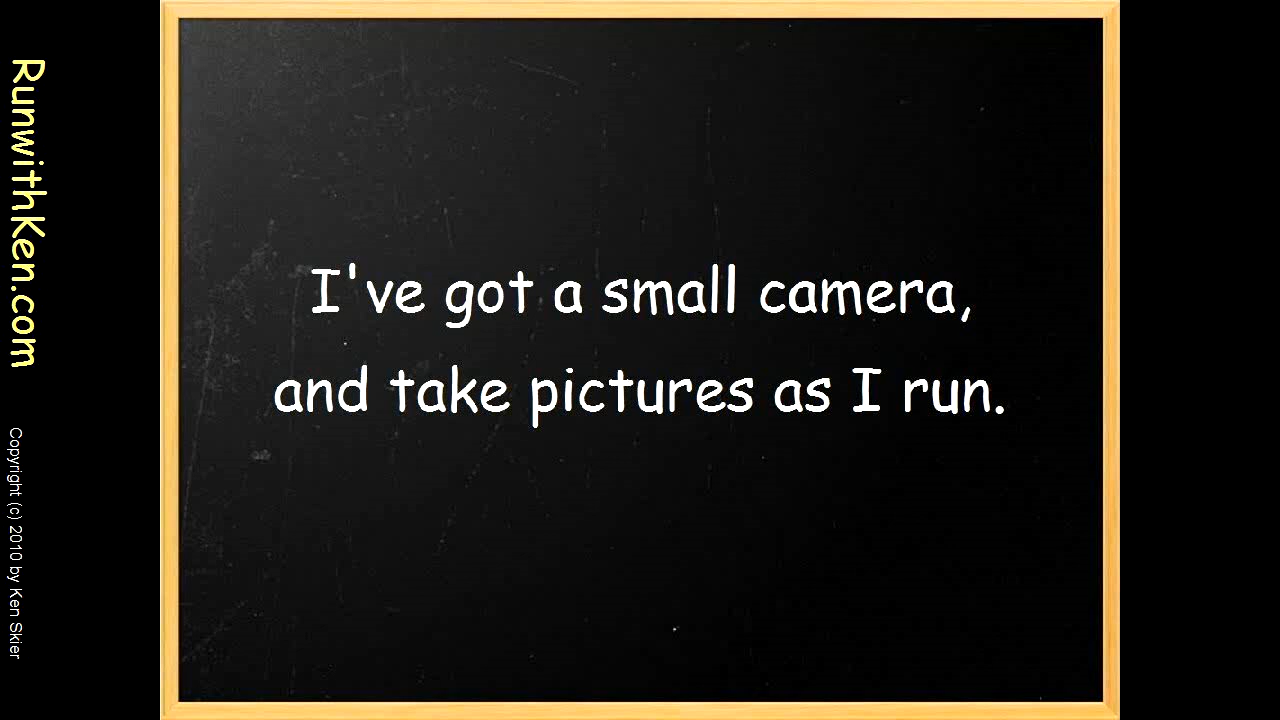 RunwithKen.com
Copyright (c) 2010 by Ken Skier
I've got a small camera,
and take pictures as I run.